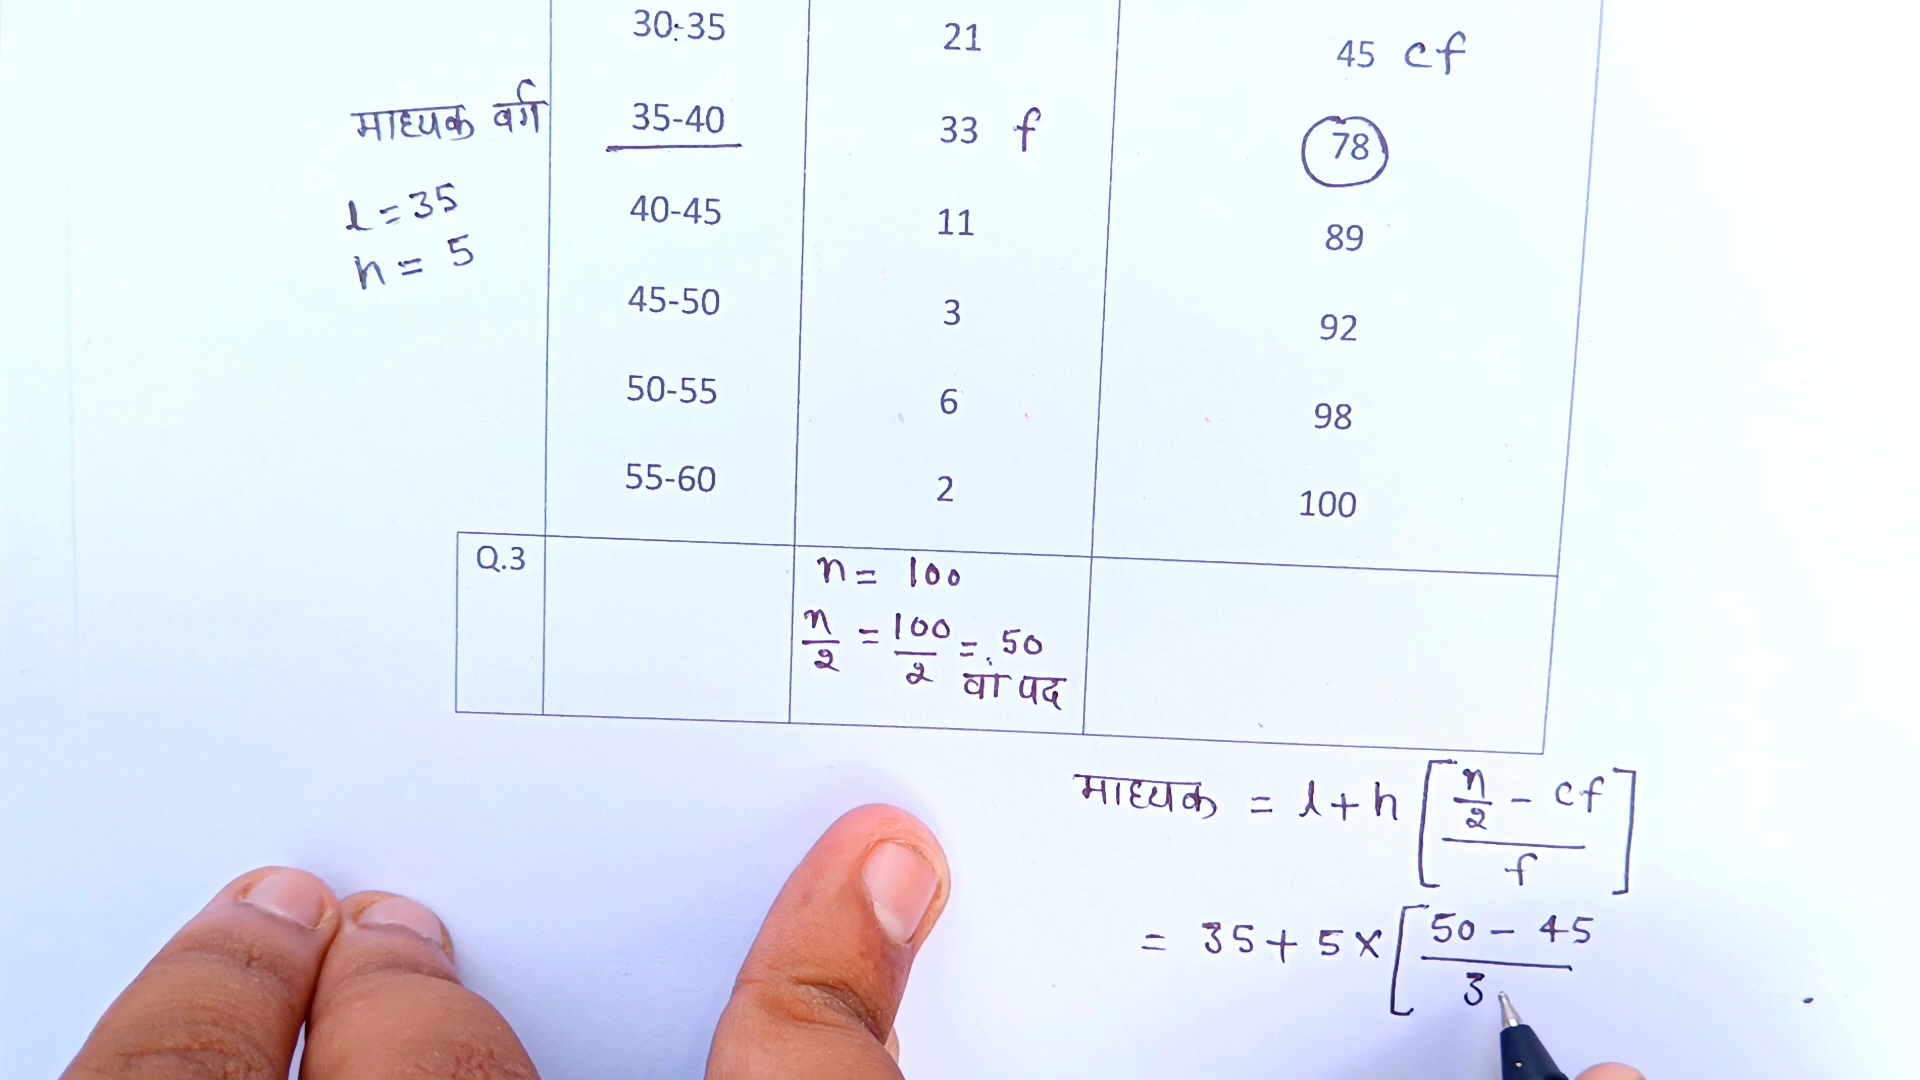 30-35 21 45 cf
माध्यक वर्ग 35-40 33 f 78
l = 35 40-45 11 89
h = 5
45-50 3 92
50-55 6 98
55-60 2 100
Q.3 n = 100
n/2 = 100/2 = 50 वां पद
माध्यक = l + h [n/2 - cf / f]
= 35 + 5 × [50 - 45 / 3